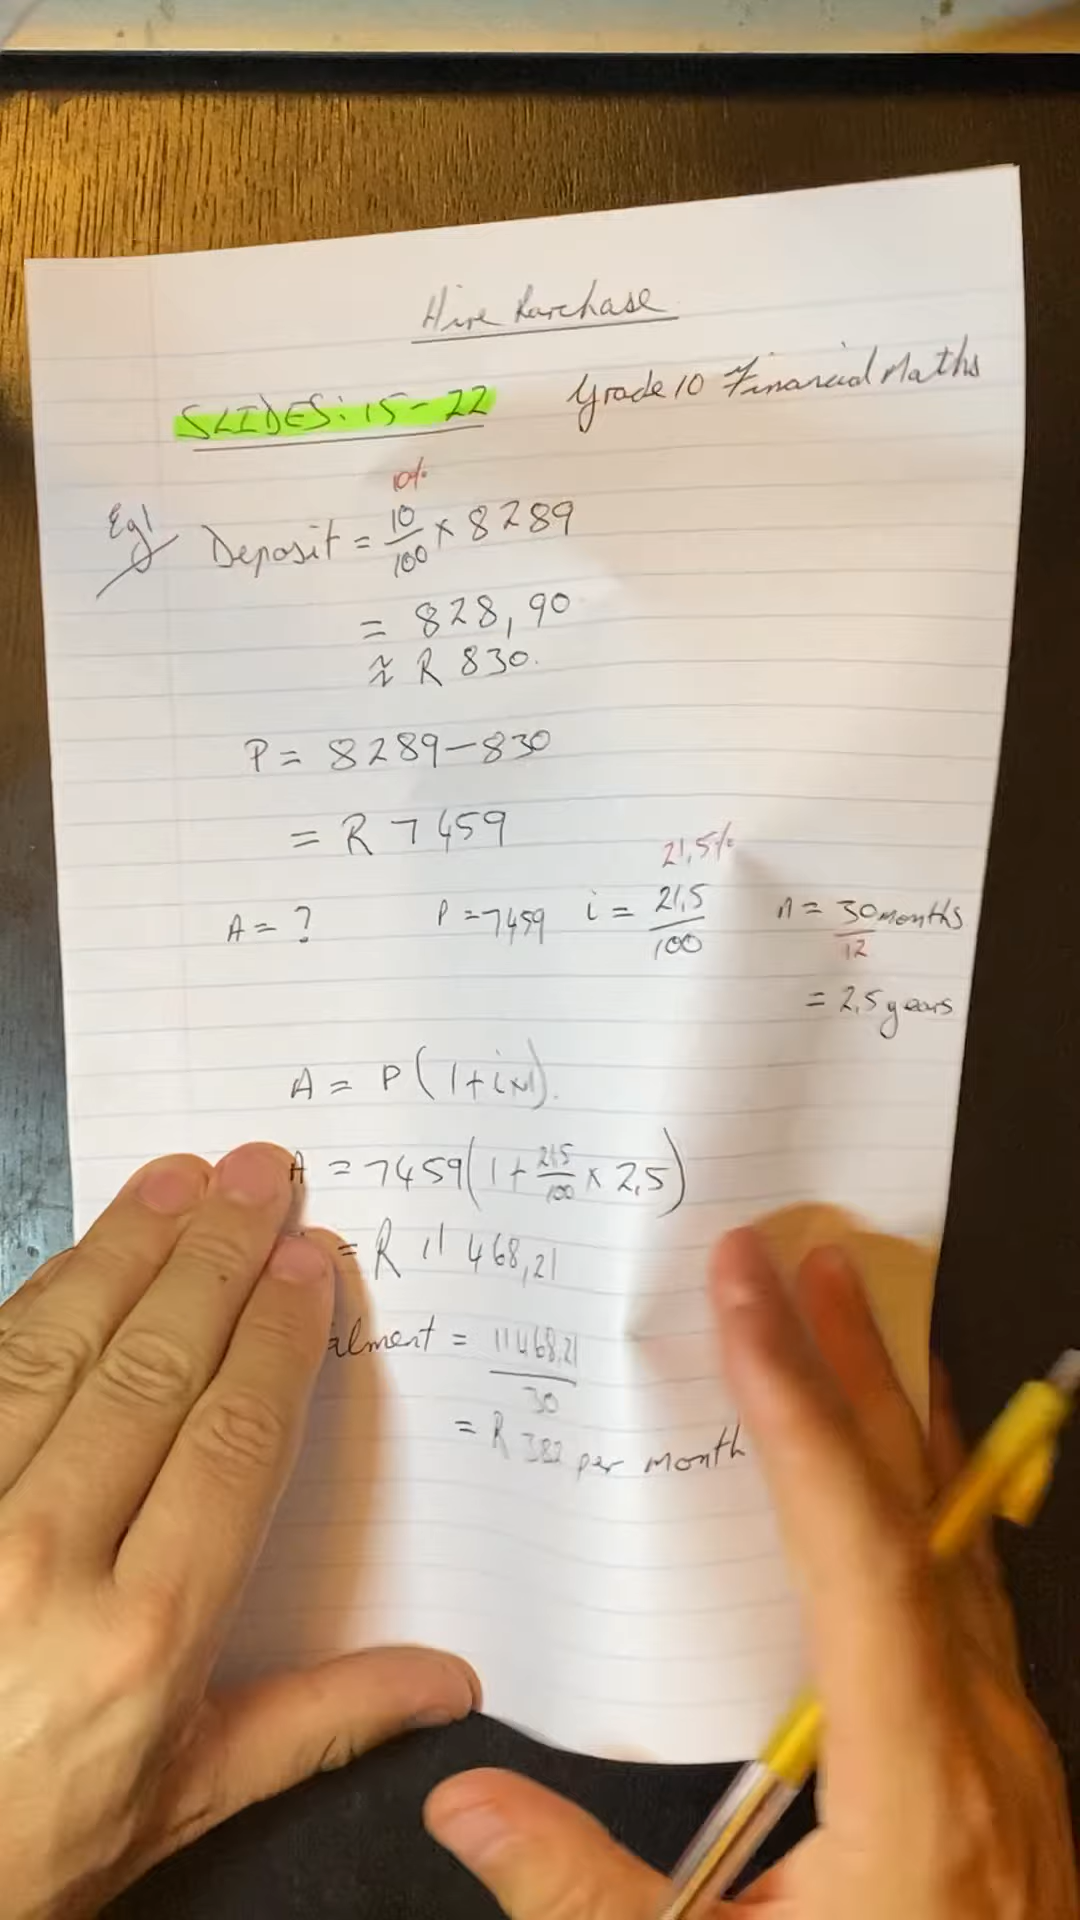 Hire Purchase
SLIDES: 15-22 Grade 10 Financial Maths
10%
Eg1 Deposit = 10/100 × 8289
= 828,90
≈ R 830.
P = 8289-830
= R 7459
21,5%
A = ? P = 7459 i = 21,5/100 n = 30 months
12
= 2,5 years
A = P(1+i×n).
A = 7459(1 + 21,5/100 × 2,5)
= R 11 468,21
alment = 11468,21/30
= R 382 per month